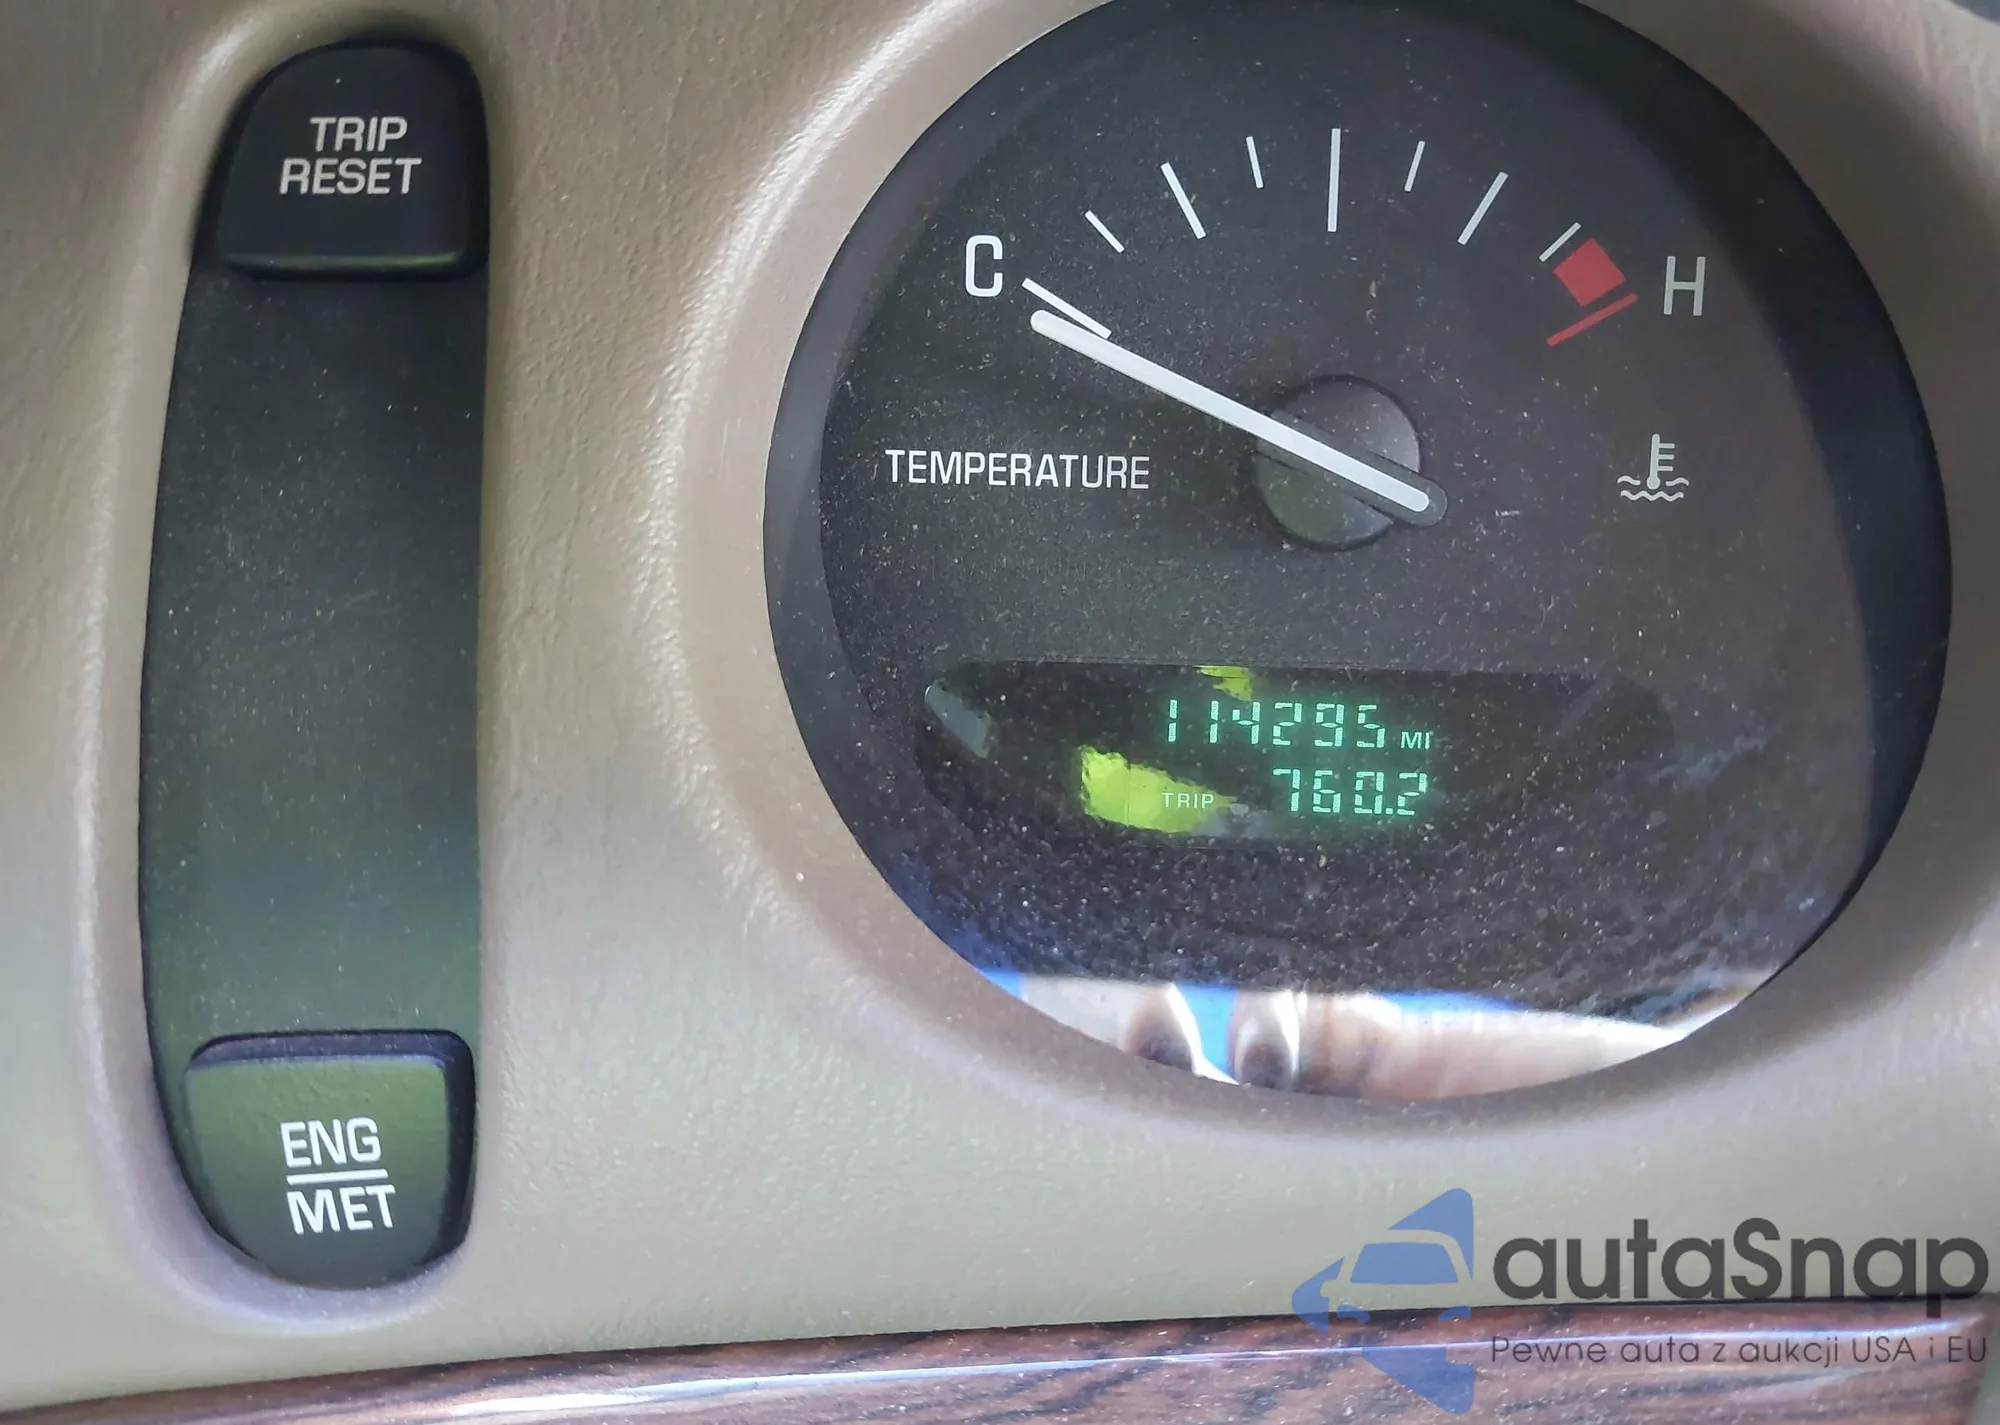 TRIP
RESET
C
H
TEMPERATURE
114295 MI
TRIP 760.2
ENG
MET
autaSnap
Pewne auta z aukcji USA i EU